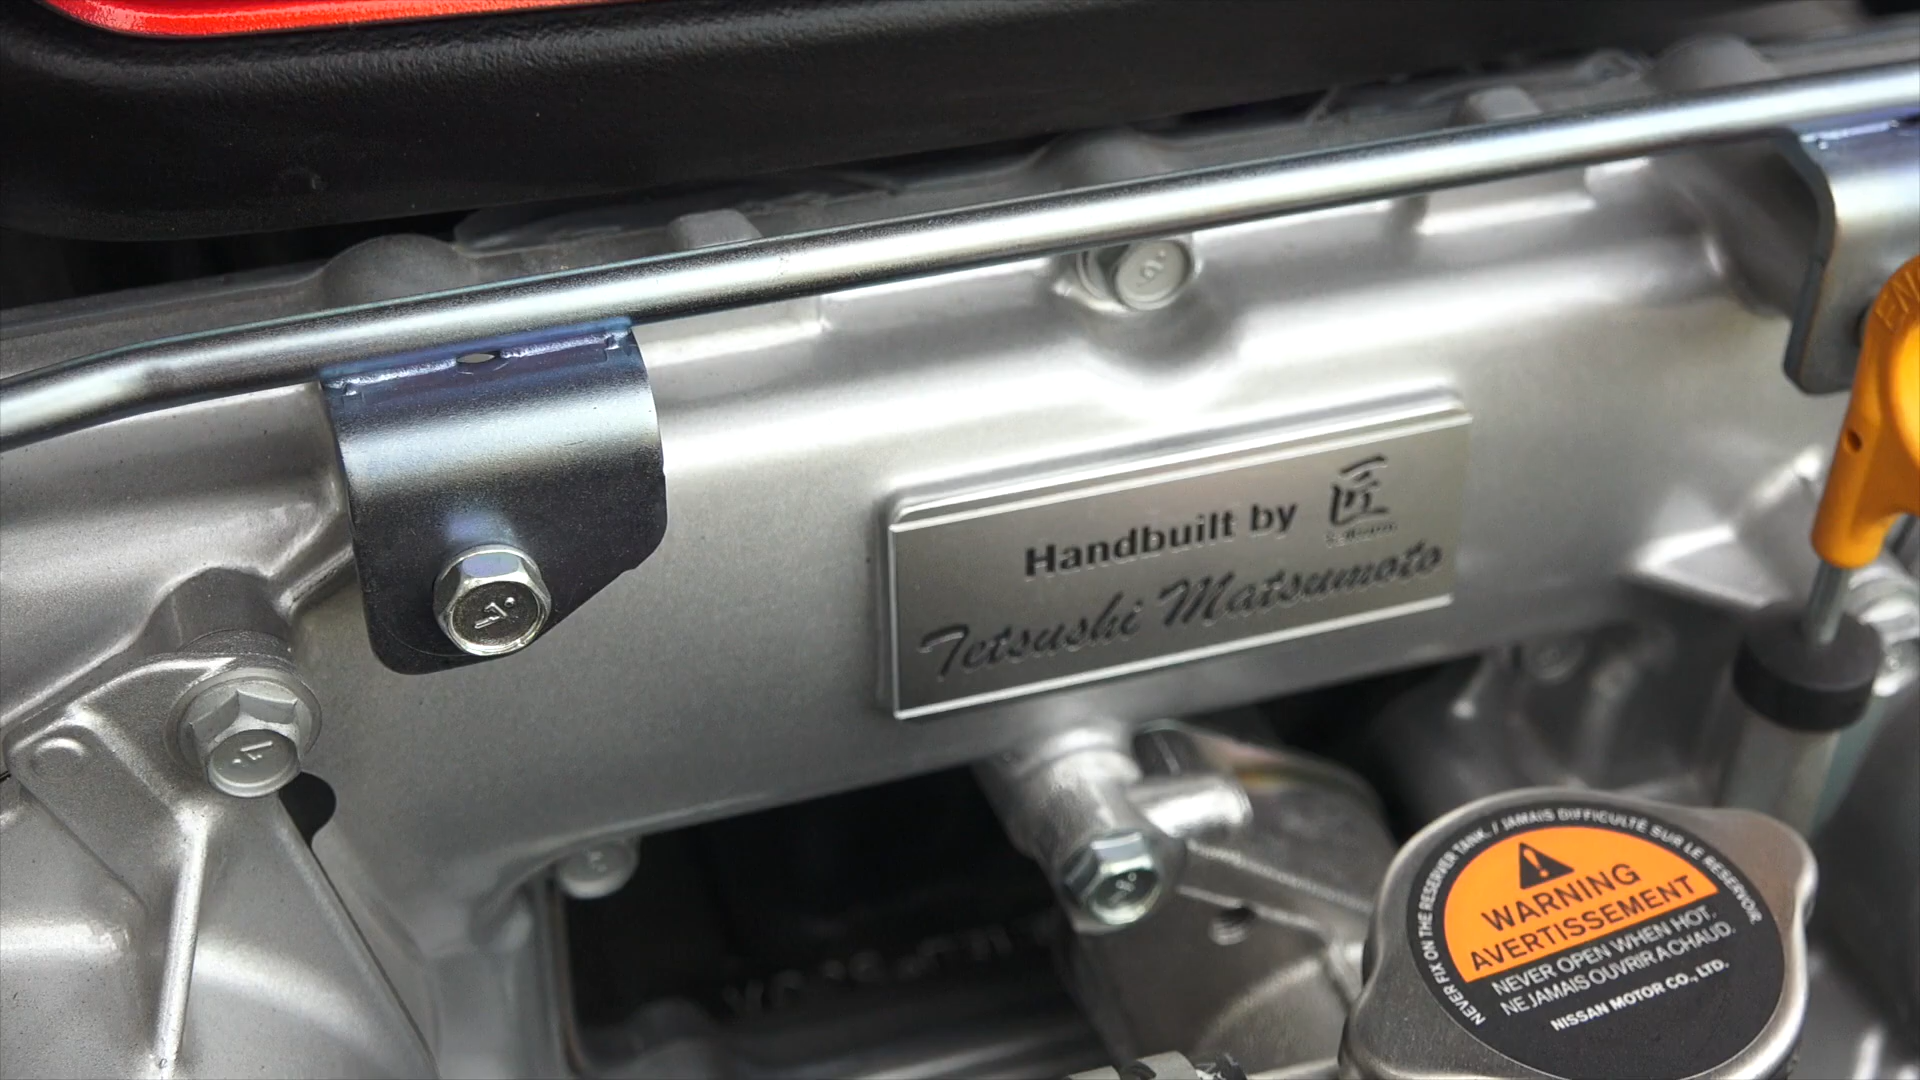 Handbuilt by 匠
Tetsushi Matsumoto
NEVER FIX ON THE RESERVER TANK. / JAMAIS DIFFICULTÉ SUR LE RESERVOIR.
WARNING
AVERTISSEMENT
NEVER OPEN WHEN HOT.
NE JAMAIS OUVRIR A CHAUD.
NISSAN MOTOR CO., LTD.